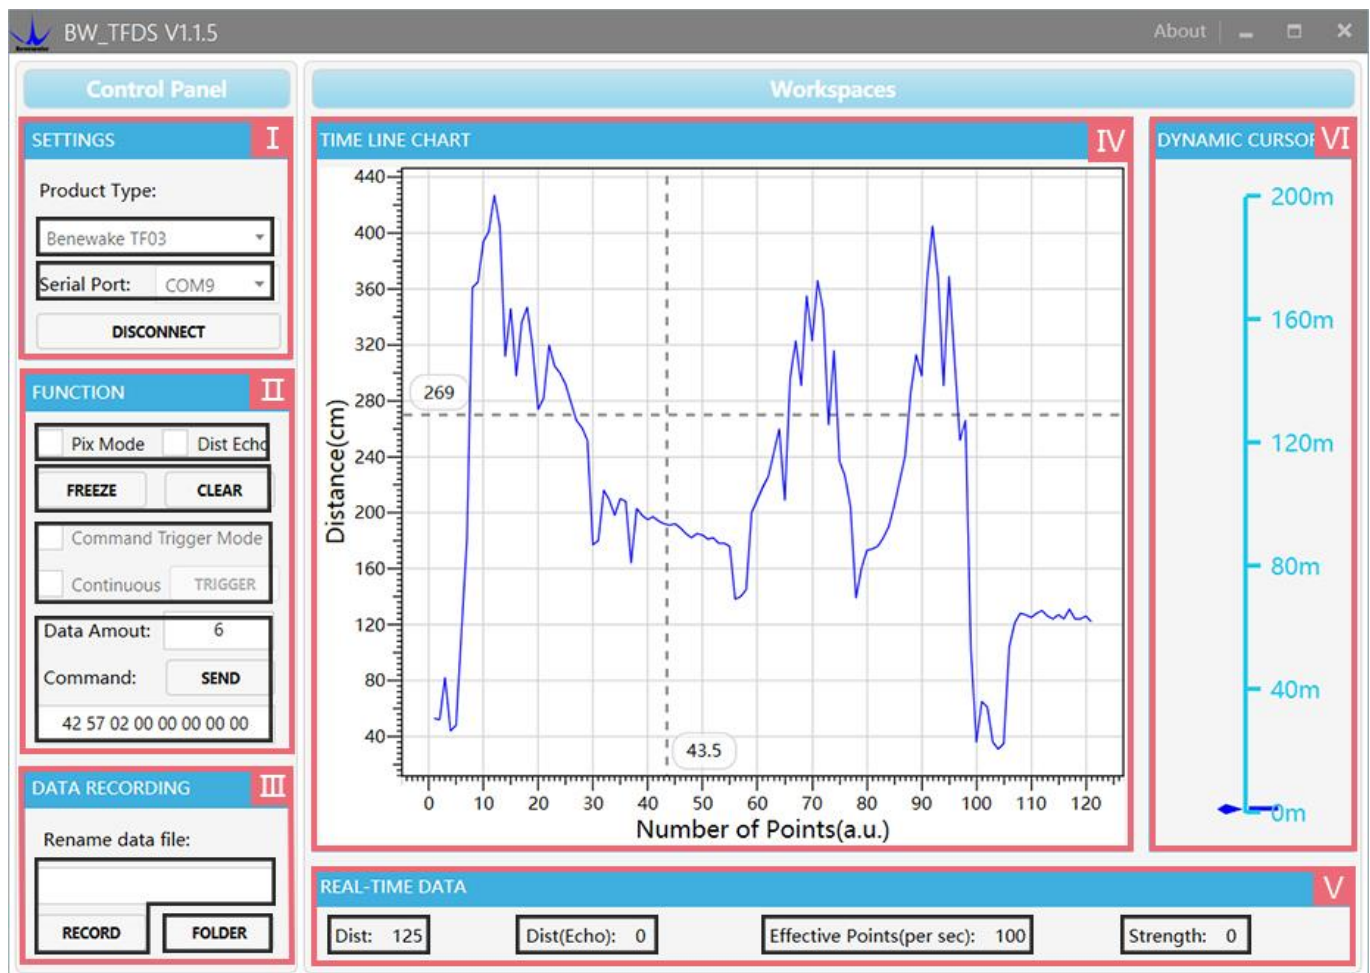 BW_TFDS V1.1.5
About
Benewake
Control Panel
Workspaces
SETTINGS
I
Product Type:
Benewake TF03
Serial Port: COM9
DISCONNECT
FUNCTION
II
Pix Mode Dist Echo
FREEZE CLEAR
Command Trigger Mode
Continuous TRIGGER
Data Amout: 6
Command: SEND
42 57 02 00 00 00 00 00
DATA RECORDING
III
Rename data file:
RECORD FOLDER
TIME LINE CHART
IV
440
400
360
320
280
240
200
160
120
80
40
Distance(cm)
269
43.5
0 10 20 30 40 50 60 70 80 90 100 110 120
Number of Points(a.u.)
DYNAMIC CURSOR
VI
200m
160m
120m
80m
40m
0m
REAL-TIME DATA
V
Dist: 125 Dist(Echo): 0 Effective Points(per sec): 100 Strength: 0